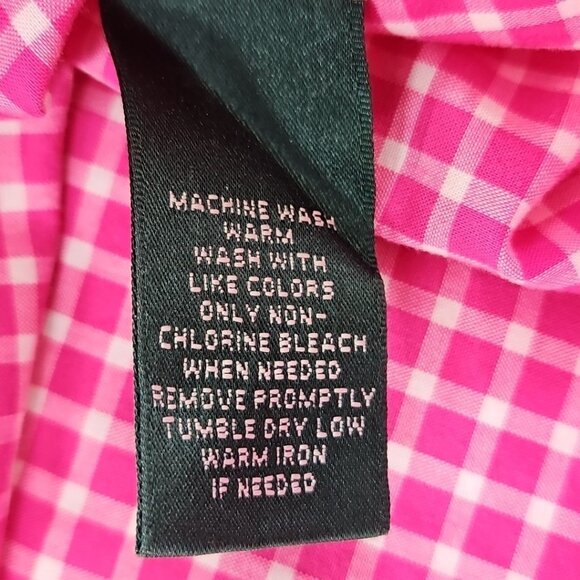 MACHINE WASH
WARM
WASH WITH
LIKE COLORS
ONLY NON-
CHLORINE BLEACH
WHEN NEEDED
REMOVE PROMPTLY
TUMBLE DRY LOW
WARM IRON
IF NEEDED